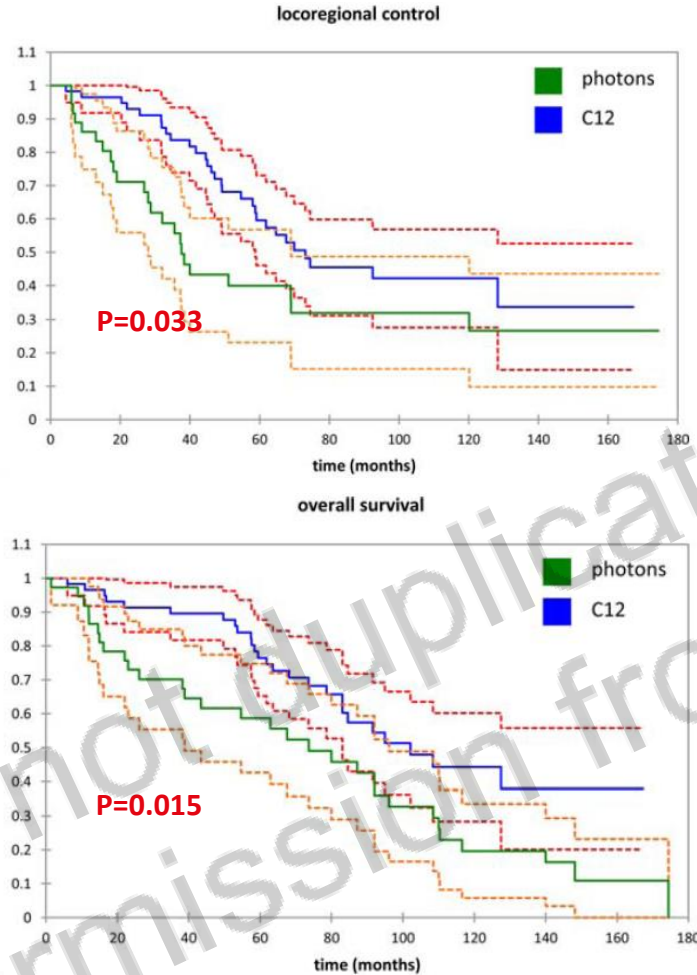 locoregional control
1.1
1
0.9
0.8
0.7
0.6
0.5
0.4
0.3
0.2
0.1
0
photons
C12
P=0.033
0 20 40 60 80 100 120 140 160 180
time (months)
overall survival
1.1
1
0.9
0.8
0.7
0.6
0.5
0.4
0.3
0.2
0.1
0
photons
C12
P=0.015
0 20 40 60 80 100 120 140 160 180
time (months)
not duplicat
rmission fro